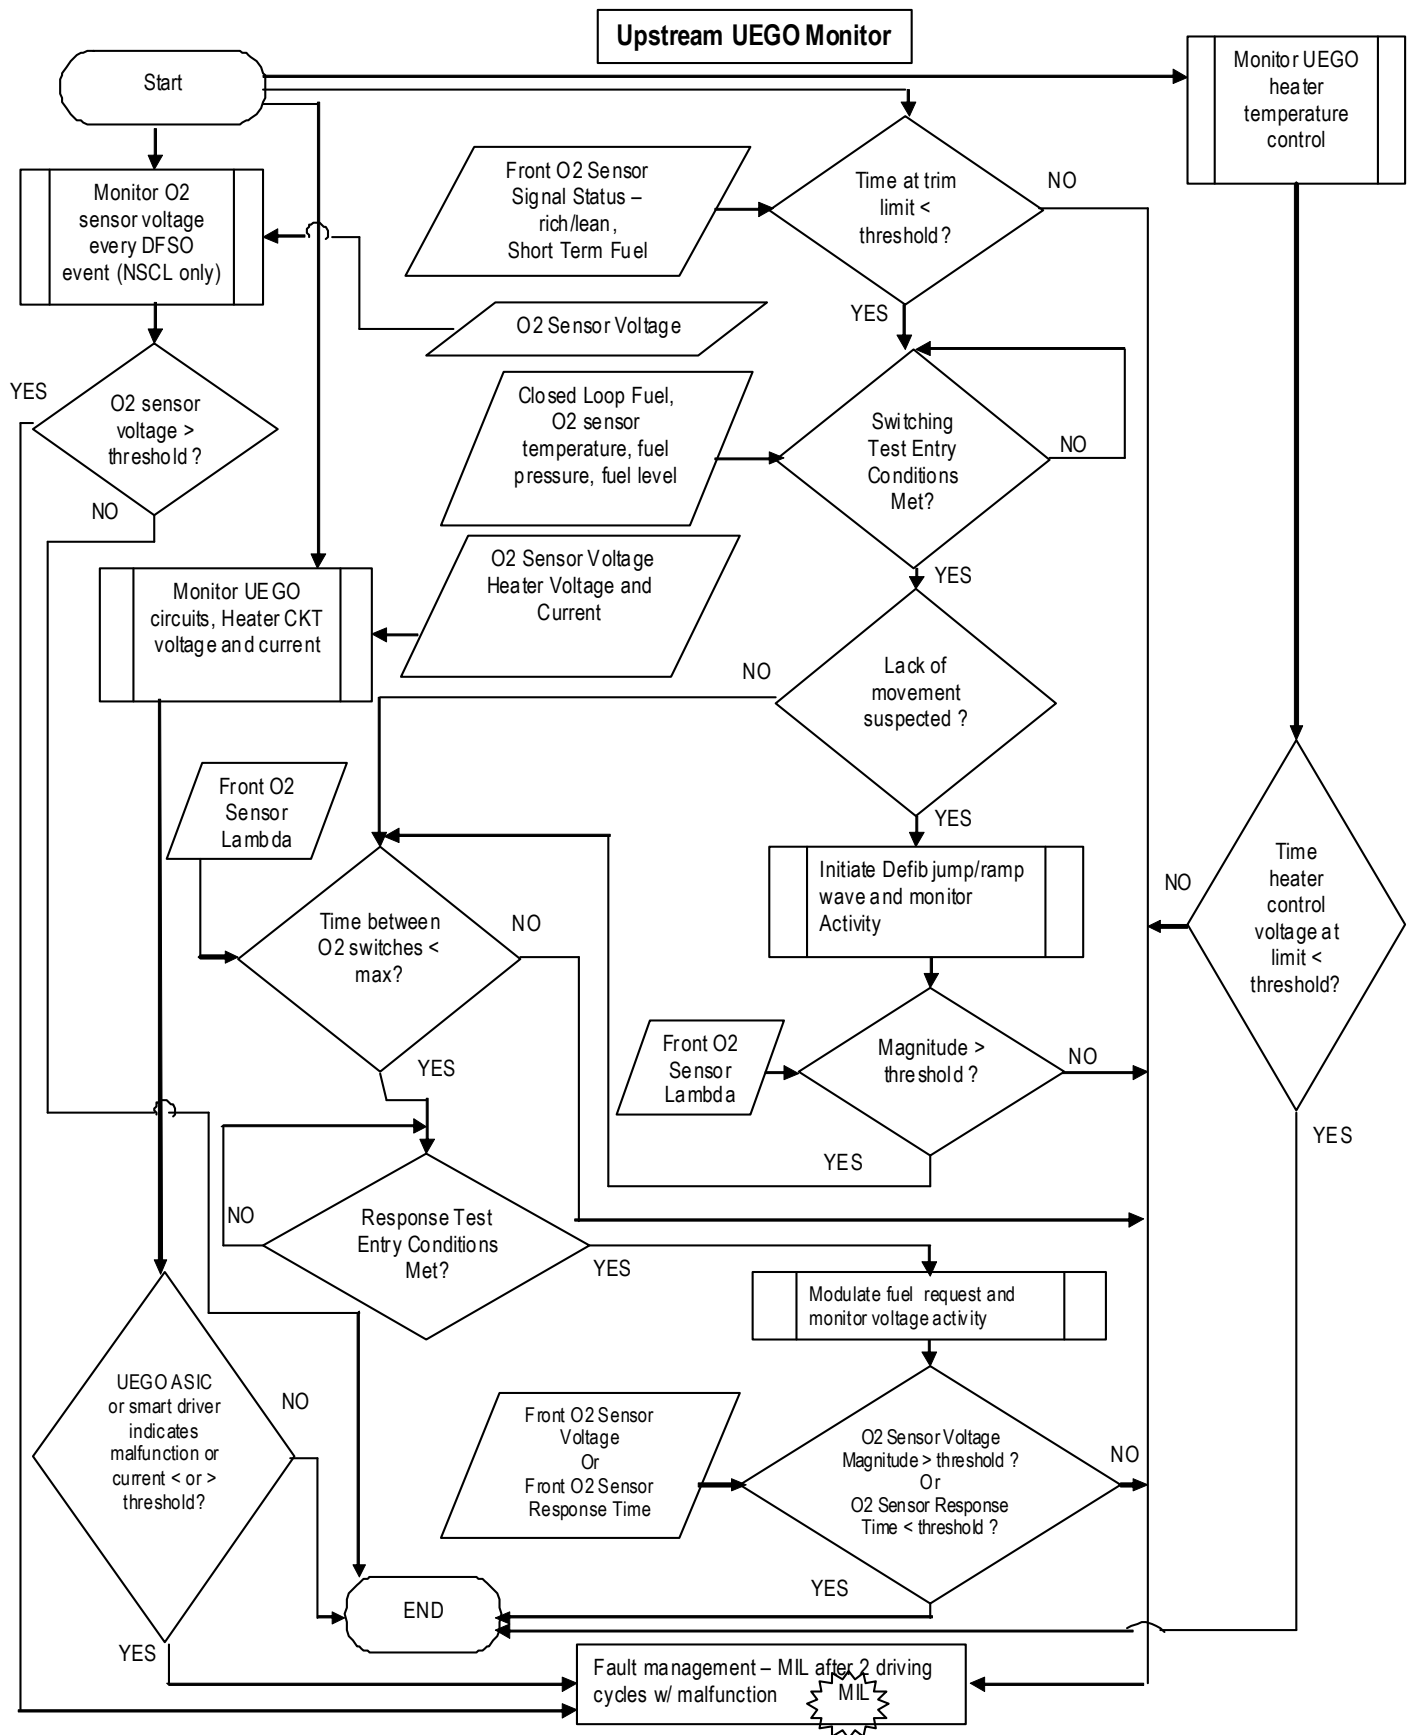 Upstream UEGO Monitor
Start
Monitor UEGO
heater
temperature
control
Monitor O2
sensor voltage
every DFSO
event (NSCL only)
Front O2 Sensor
Signal Status –
rich/lean,
Short Term Fuel
Time at trim
limit <
threshold?
NO
YES
O2 Sensor Voltage
YES
O2 sensor
voltage >
threshold ?
NO
Closed Loop Fuel,
O2 sensor
temperature, fuel
pressure, fuel level
Switching
Test Entry
Conditions
Met?
NO
YES
Monitor UEGO
circuits, Heater CKT
voltage and current
O2 Sensor Voltage
Heater Voltage and
Current
NO
Lack of
movement
suspected ?
YES
Front O2
Sensor
Lambda
Initiate Defib jump/ramp
wave and monitor
Activity
NO
Time
heater
control
voltage at
limit <
threshold?
YES
Time between
O2 switches <
max?
NO
YES
Front O2
Sensor
Lambda
Magnitude >
threshold ?
NO
YES
NO
Response Test
Entry Conditions
Met?
YES
Modulate fuel request and
monitor voltage activity
UEGO ASIC
or smart driver
indicates
malfunction or
current < or >
threshold?
NO
YES
Front O2 Sensor
Voltage
Or
Front O2 Sensor
Response Time
O2 Sensor Voltage
Magnitude > threshold ?
Or
O2 Sensor Response
Time < threshold ?
NO
YES
END
Fault management – MIL after 2 driving
cycles w/ malfunction
MIL